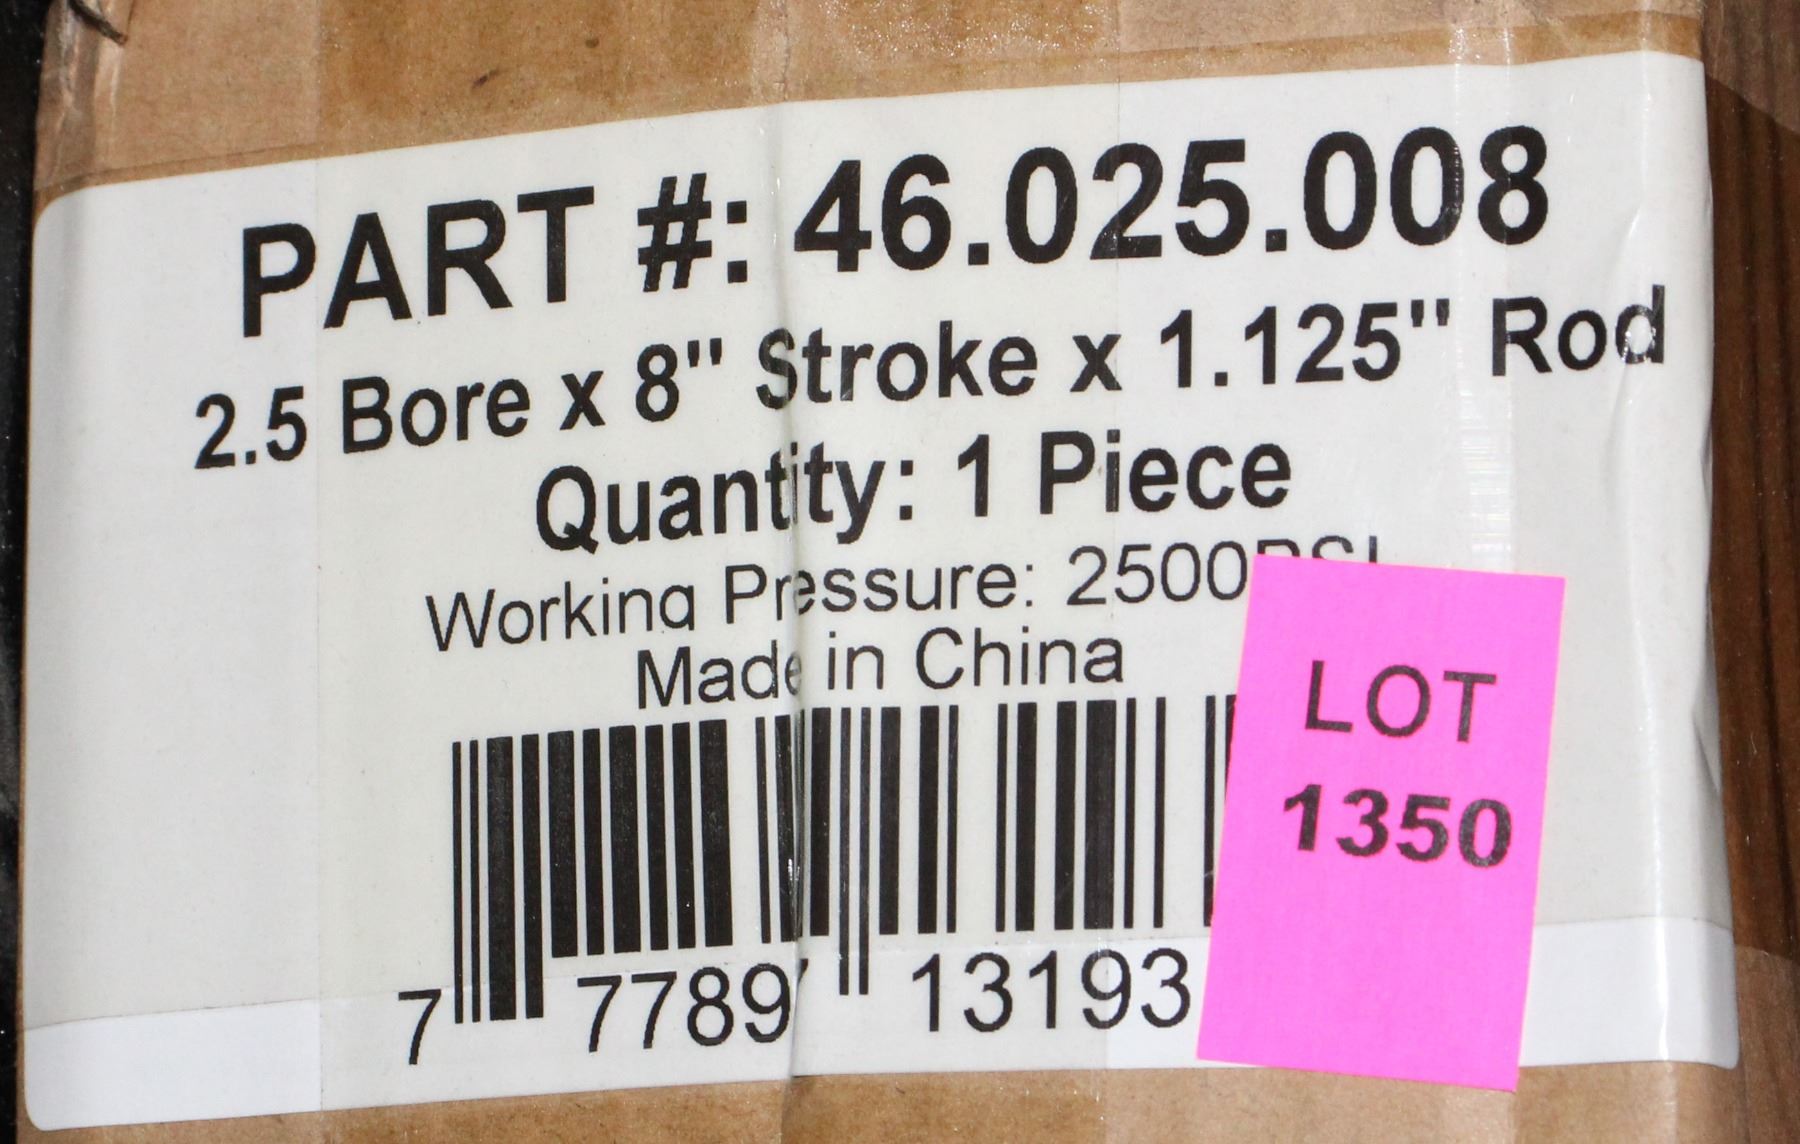 PART #: 46.025.008
2.5 Bore x 8" Stroke x 1.125" Rod
Quantity: 1 Piece
Working Pressure: 2500PSI
Made in China
7 7789 13193
LOT
1350